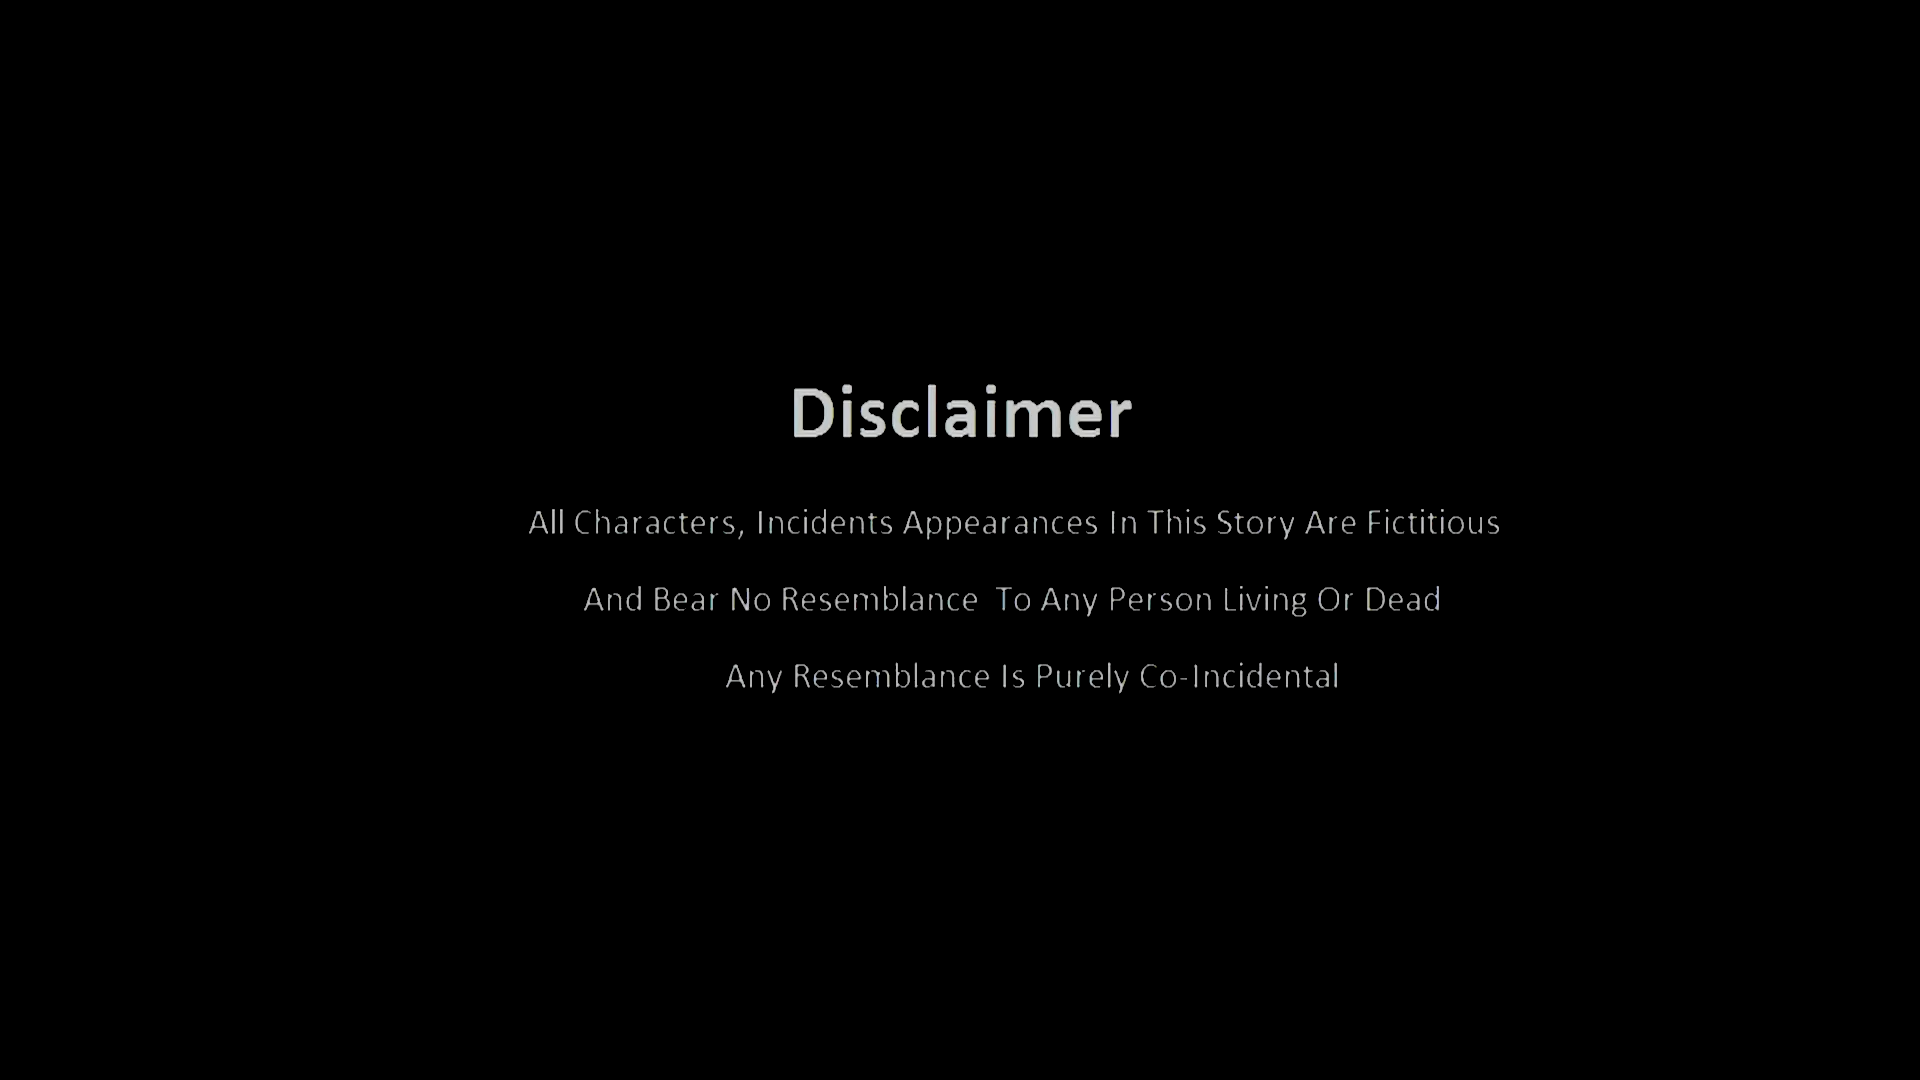 Disclaimer
All Characters, Incidents Appearances In This Story Are Fictitious
And Bear No Resemblance To Any Person Living Or Dead
Any Resemblance Is Purely Co-Incidental